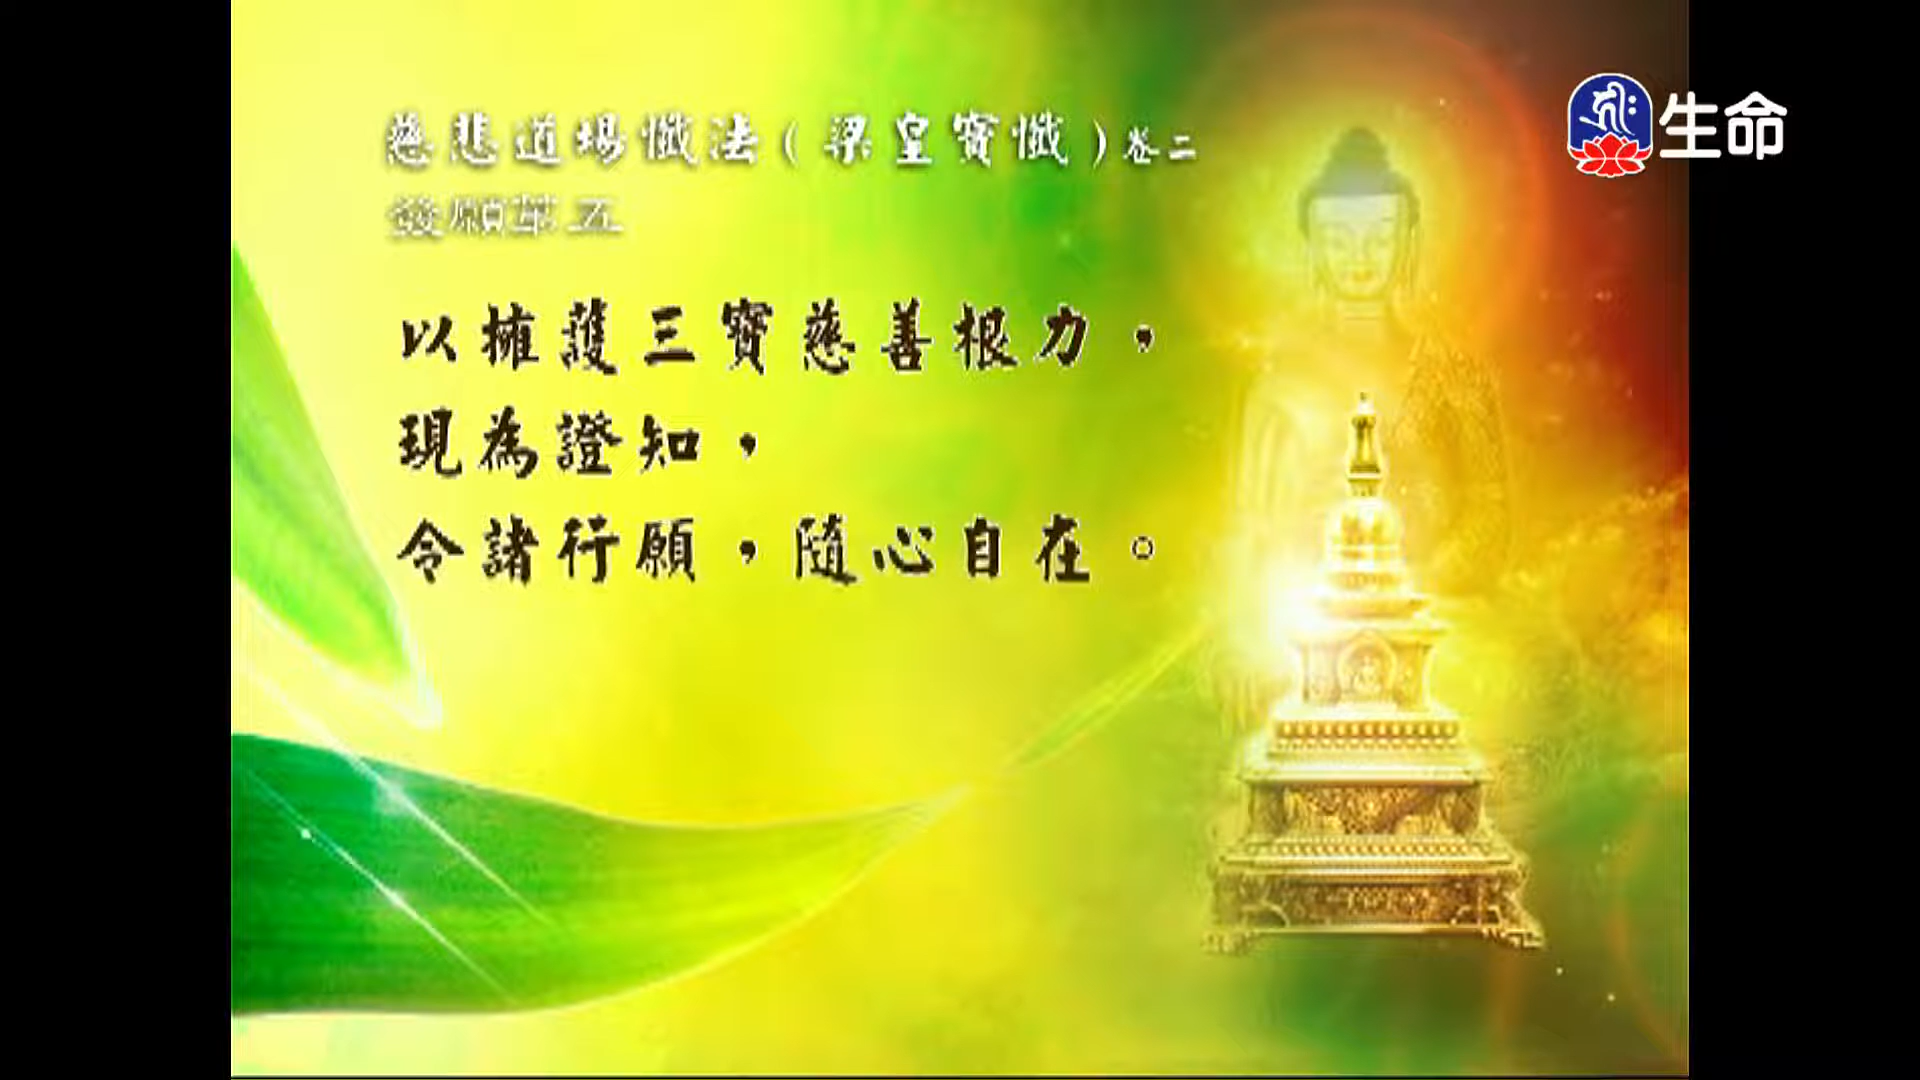 慈悲道場懺法(梁皇寶懺)卷二
發願第五
以擁護三寶慈善根力，
現為證知，
令諸行願，隨心自在。
生命